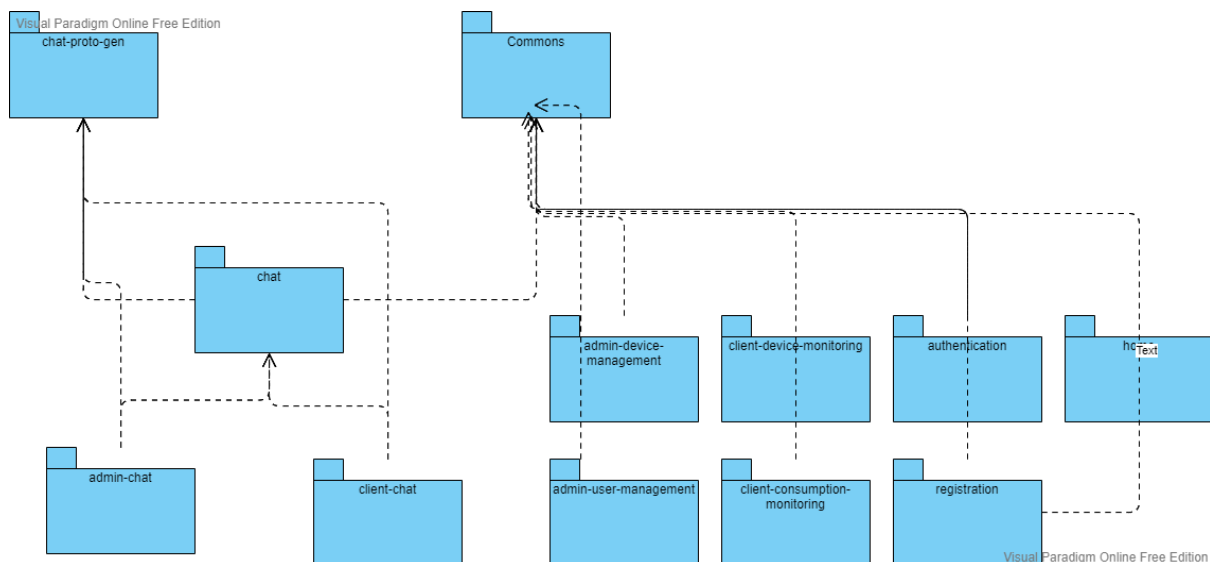 Visual Paradigm Online Free Edition
chat-proto-gen
Commons
chat
admin-device-
management
client-device-monitoring
authentication
Text
admin-chat
client-chat
admin-user-management
client-consumption-
monitoring
registration
Visual Paradigm Online Free Edition